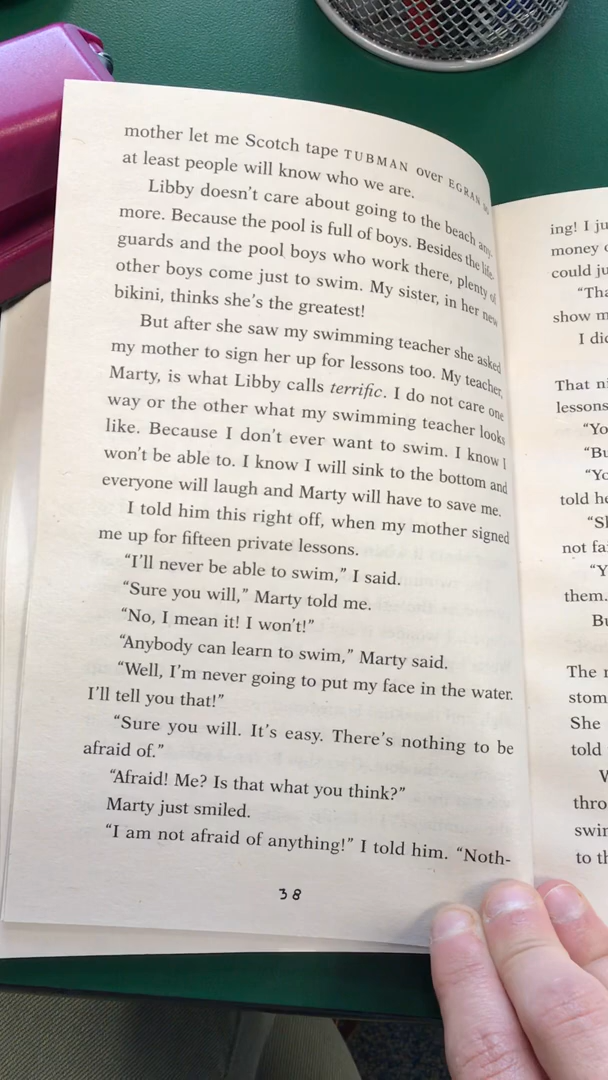 mother let me Scotch tape TUBMAN over EGRAN so
at least people will know who we are.
Libby doesn't care about going to the beach any-
more. Because the pool is full of boys. Besides the life-
guards and the pool boys who work there, plenty of
other boys come just to swim. My sister, in her new
bikini, thinks she's the greatest!
But after she saw my swimming teacher she asked
my mother to sign her up for lessons too. My teacher,
Marty, is what Libby calls terrific. I do not care one
way or the other what my swimming teacher looks
like. Because I don't ever want to swim. I know I
won't be able to. I know I will sink to the bottom and
everyone will laugh and Marty will have to save me.
I told him this right off, when my mother signed
me up for fifteen private lessons.
"I'll never be able to swim," I said.
"Sure you will," Marty told me.
"No, I mean it! I won't!"
"Anybody can learn to swim," Marty said.
"Well, I'm never going to put my face in the water.
I'll tell you that!"
"Sure you will. It's easy. There's nothing to be
afraid of."
"Afraid! Me? Is that what you think?"
Marty just smiled.
"I am not afraid of anything!" I told him. "Noth-
38
ing! I ju
money o
could ju
"Tha
show m
I dic
That ni
lessons
"Yo
"Bu
"Yo
told he
"Sh
not fai
"Y
them.
Bu
The r
stom
She
told
W
thro
swin
to th